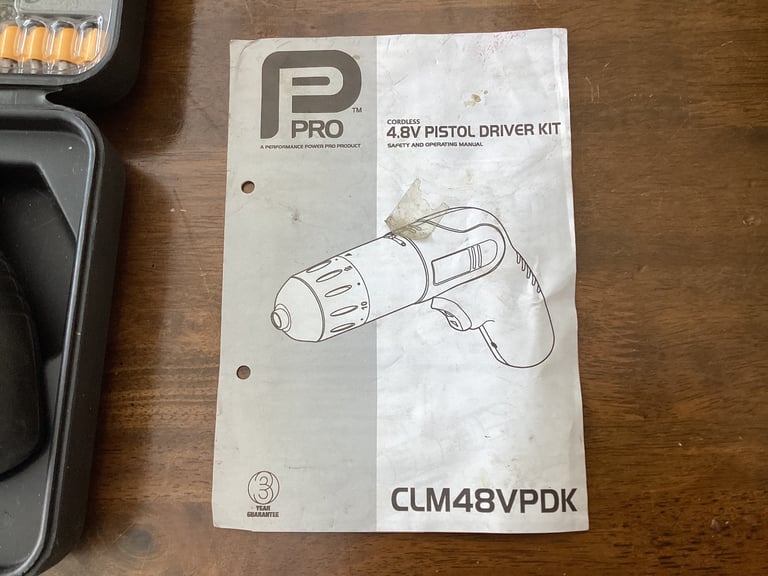 P
TM
PRO
A PERFORMANCE POWER PRO PRODUCT
CORDLESS
4.8V PISTOL DRIVER KIT
SAFETY AND OPERATING MANUAL
3
YEAR
GUARANTEE
CLM48VPDK